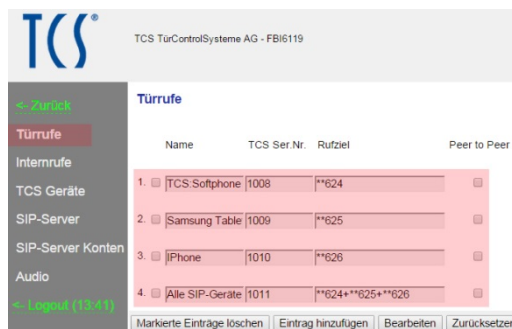 TCS®
TCS TürControlSysteme AG - FBI6119
<- Zurück
Türrufe
Internrufe
TCS Geräte
SIP-Server
SIP-Server Konten
Audio
<- Logout (13:41)
Türrufe
Name TCS Ser.Nr. Rufziel Peer to Peer
1. TCS:Softphone 1008 **624
2. Samsung Table 1009 **625
3. IPhone 1010 **626
4. Alle SIP-Geräte 1011 **624+**625+**626
Markierte Einträge löschen Eintrag hinzufügen Bearbeiten Zurücksetzen